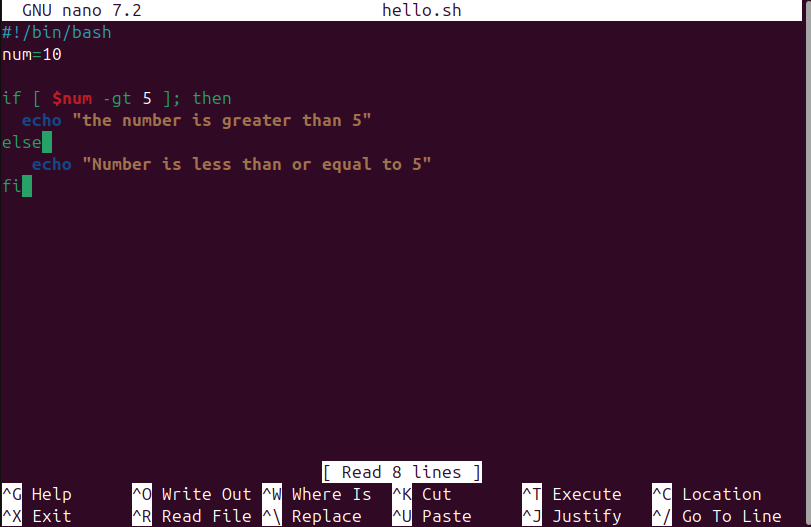 GNU nano 7.2 hello.sh
#!/bin/bash
num=10
if [ $num -gt 5 ]; then
  echo "the number is greater than 5"
else
   echo "Number is less than or equal to 5"
fi
[ Read 8 lines ]
^G Help ^O Write Out ^W Where Is ^K Cut ^T Execute ^C Location
^X Exit ^R Read File ^\ Replace ^U Paste ^J Justify ^/ Go To Line